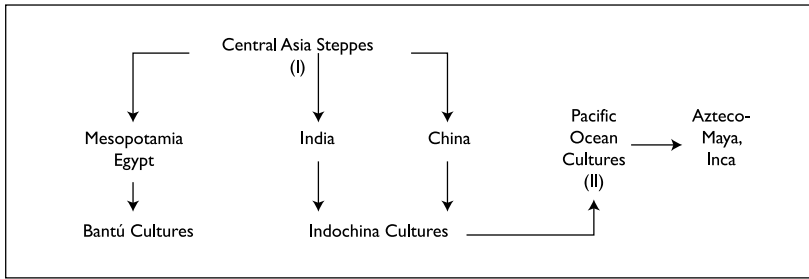 Central Asia Steppes
(I)
Mesopotamia
Egypt
India
China
Pacific
Ocean
Cultures
(II)
Azteco-
Maya,
Inca
Bantú Cultures
Indochina Cultures